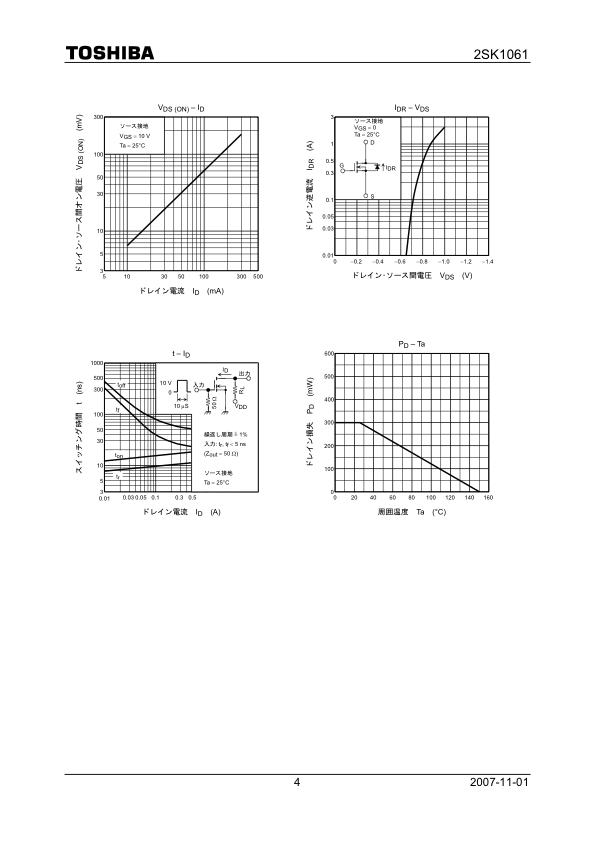 TOSHIBA
2SK1061
VDS (ON) – ID
ソース接地
VGS = 10 V
Ta = 25°C
ドレイン・ソース間オン電圧 VDS (ON) (mV)
300
100
50
30
10
5
3
5 10 30 50 100 300 500
ドレイン電流 ID (mA)
IDR – VDS
ソース接地
VGS = 0
Ta = 25°C
D
G
IDR
S
ドレイン逆電流 IDR (A)
3
1
0.5
0.3
0.1
0.05
0.03
0.01
0 −0.2 −0.4 −0.6 −0.8 −1.0 −1.2 −1.4
ドレイン・ソース間電圧 VDS (V)
t – ID
スイッチング時間 t (ns)
1000
500
300
100
50
30
10
5
3
toff
tf
ton
tr
10 V
0
10 μS
入力
50 Ω
ID
出力
RL
VDD
繰返し周期 ≦ 1%
入力: tr, tf < 5 ns
(Zout = 50 Ω)
ソース接地
Ta = 25°C
0.01 0.03 0.05 0.1 0.3 0.5
ドレイン電流 ID (A)
PD – Ta
ドレイン損失 PD (mW)
600
500
400
300
200
100
0
0 20 40 60 80 100 120 140 160
周囲温度 Ta (°C)
4
2007-11-01